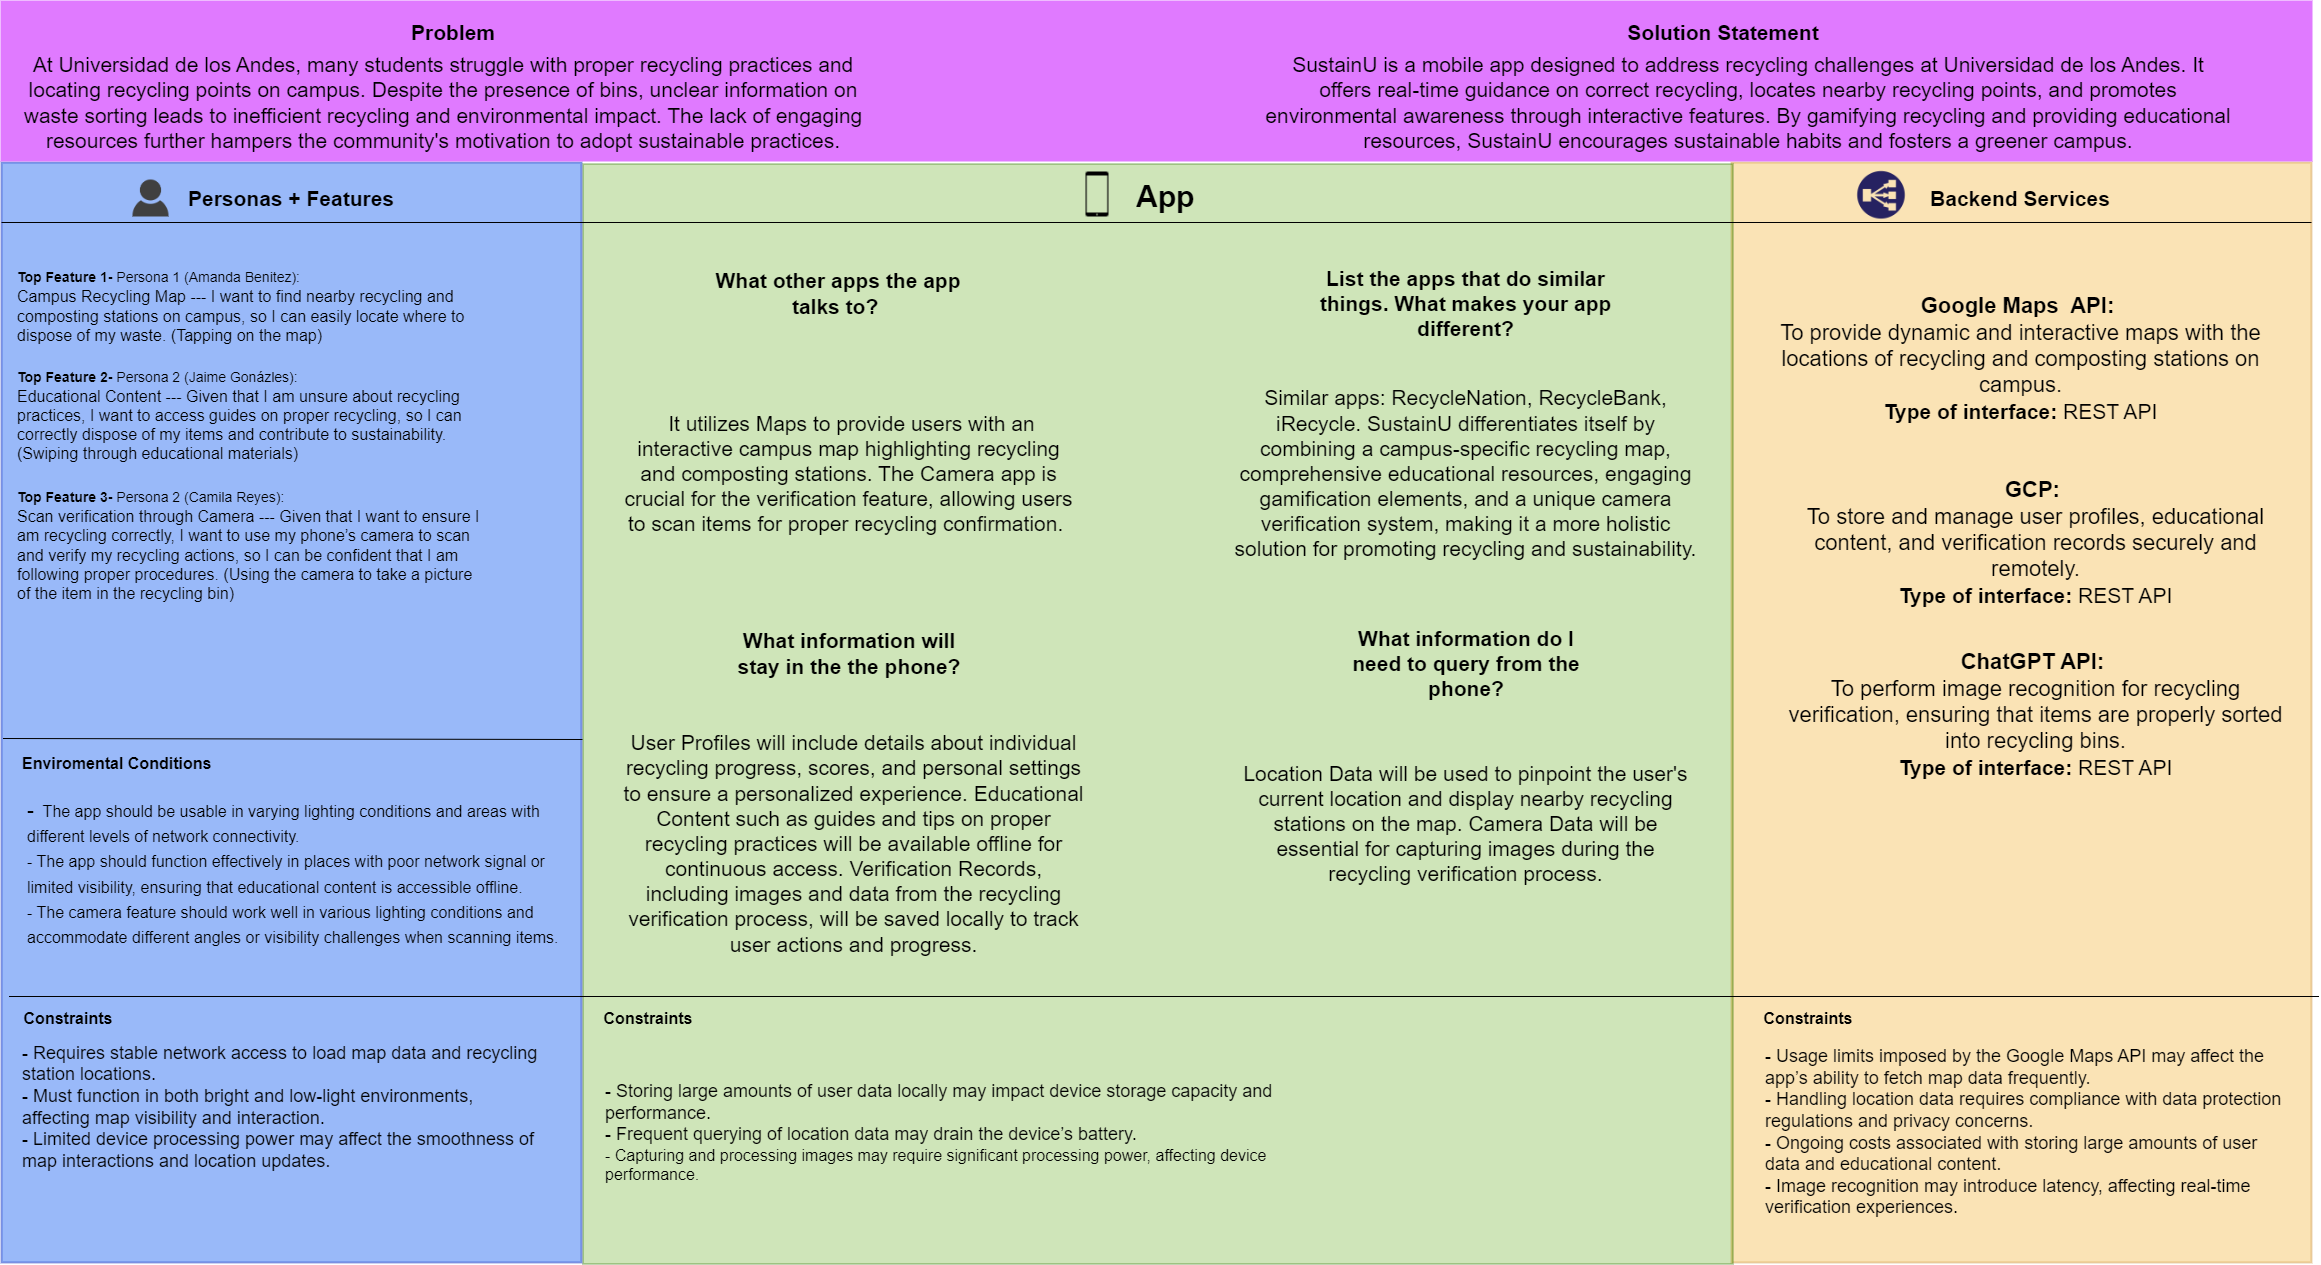 Problem
At Universidad de los Andes, many students struggle with proper recycling practices and
locating recycling points on campus. Despite the presence of bins, unclear information on
waste sorting leads to inefficient recycling and environmental impact. The lack of engaging
resources further hampers the community's motivation to adopt sustainable practices.
Solution Statement
SustainU is a mobile app designed to address recycling challenges at Universidad de los Andes. It
offers real-time guidance on correct recycling, locates nearby recycling points, and promotes
environmental awareness through interactive features. By gamifying recycling and providing educational
resources, SustainU encourages sustainable habits and fosters a greener campus.
Personas + Features
Top Feature 1- Persona 1 (Amanda Benitez):
Campus Recycling Map --- I want to find nearby recycling and
composting stations on campus, so I can easily locate where to
dispose of my waste. (Tapping on the map)
Top Feature 2- Persona 2 (Jaime Gonázles):
Educational Content --- Given that I am unsure about recycling
practices, I want to access guides on proper recycling, so I can
correctly dispose of my items and contribute to sustainability.
(Swiping through educational materials)
Top Feature 3- Persona 2 (Camila Reyes):
Scan verification through Camera --- Given that I want to ensure I
am recycling correctly, I want to use my phone's camera to scan
and verify my recycling actions, so I can be confident that I am
following proper procedures. (Using the camera to take a picture
of the item in the recycling bin)
Enviromental Conditions
- The app should be usable in varying lighting conditions and areas with
different levels of network connectivity.
- The app should function effectively in places with poor network signal or
limited visibility, ensuring that educational content is accessible offline.
- The camera feature should work well in various lighting conditions and
accommodate different angles or visibility challenges when scanning items.
Constraints
- Requires stable network access to load map data and recycling
station locations.
- Must function in both bright and low-light environments,
affecting map visibility and interaction.
- Limited device processing power may affect the smoothness of
map interactions and location updates.
App
What other apps the app
talks to?
It utilizes Maps to provide users with an
interactive campus map highlighting recycling
and composting stations. The Camera app is
crucial for the verification feature, allowing users
to scan items for proper recycling confirmation.
List the apps that do similar
things. What makes your app
different?
Similar apps: RecycleNation, RecycleBank,
iRecycle. SustainU differentiates itself by
combining a campus-specific recycling map,
comprehensive educational resources, engaging
gamification elements, and a unique camera
verification system, making it a more holistic
solution for promoting recycling and sustainability.
What information will
stay in the the phone?
User Profiles will include details about individual
recycling progress, scores, and personal settings
to ensure a personalized experience. Educational
Content such as guides and tips on proper
recycling practices will be available offline for
continuous access. Verification Records,
including images and data from the recycling
verification process, will be saved locally to track
user actions and progress.
What information do I
need to query from the
phone?
Location Data will be used to pinpoint the user's
current location and display nearby recycling
stations on the map. Camera Data will be
essential for capturing images during the
recycling verification process.
Constraints
- Storing large amounts of user data locally may impact device storage capacity and
performance.
- Frequent querying of location data may drain the device's battery.
- Capturing and processing images may require significant processing power, affecting device
performance.
Backend Services
Google Maps  API:
To provide dynamic and interactive maps with the
locations of recycling and composting stations on
campus.
Type of interface: REST API
GCP:
To store and manage user profiles, educational
content, and verification records securely and
remotely.
Type of interface: REST API
ChatGPT API:
To perform image recognition for recycling
verification, ensuring that items are properly sorted
into recycling bins.
Type of interface: REST API
Constraints
- Usage limits imposed by the Google Maps API may affect the
app's ability to fetch map data frequently.
- Handling location data requires compliance with data protection
regulations and privacy concerns.
- Ongoing costs associated with storing large amounts of user
data and educational content.
- Image recognition may introduce latency, affecting real-time
verification experiences.